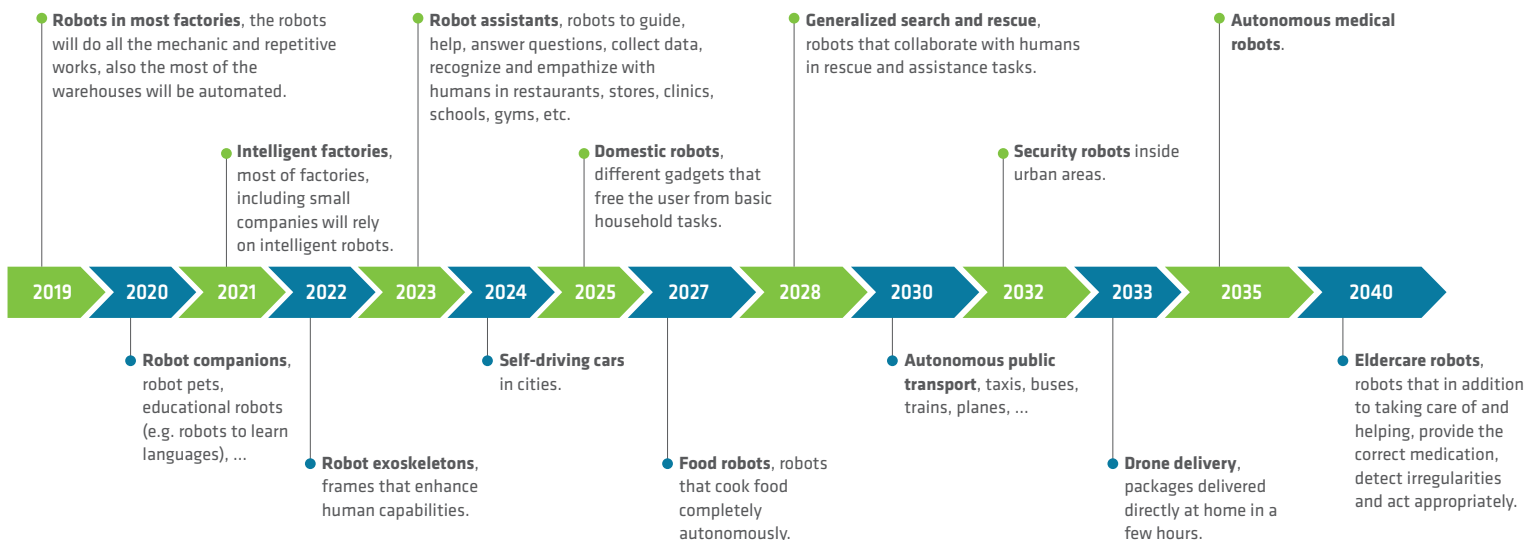 Robots in most factories, the robots
will do all the mechanic and repetitive
works, also the most of the
warehouses will be automated.
Robot assistants, robots to guide,
help, answer questions, collect data,
recognize and empathize with
humans in restaurants, stores, clinics,
schools, gyms, etc.
Generalized search and rescue,
robots that collaborate with humans
in rescue and assistance tasks.
Autonomous medical
robots.
Intelligent factories,
most of factories,
including small
companies will rely
on intelligent robots.
Domestic robots,
different gadgets that
free the user from basic
household tasks.
Security robots inside
urban areas.
2019 2020 2021 2022 2023 2024 2025 2027 2028 2030 2032 2033 2035 2040
Robot companions,
robot pets,
educational robots
(e.g. robots to learn
languages), ...
Self-driving cars
in cities.
Autonomous public
transport, taxis, buses,
trains, planes, ...
Eldercare robots,
robots that in addition
to taking care of and
helping, provide the
correct medication,
detect irregularities
and act appropriately.
Robot exoskeletons,
frames that enhance
human capabilities.
Food robots, robots
that cook food
completely
autonomously.
Drone delivery,
packages delivered
directly at home in a
few hours.